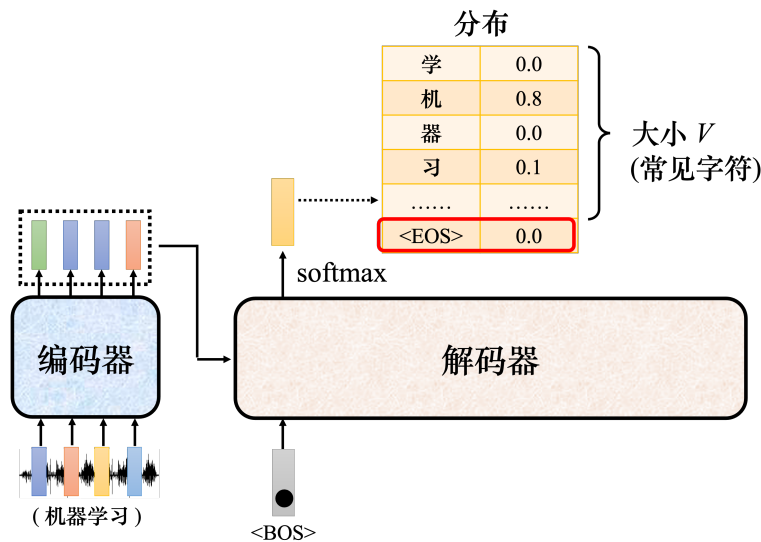 分布
学 0.0
机 0.8
器 0.0
习 0.1
…… ……
<EOS> 0.0
大小 V
(常见字符)
softmax
编码器
解码器
(机器学习)
<BOS>